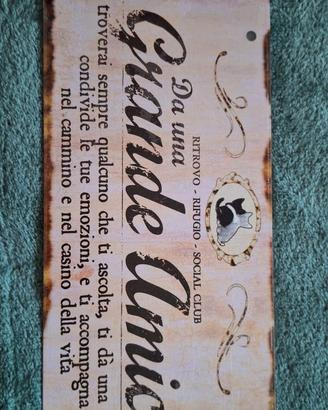 RITROVO - RIFUGIO - SOCIAL CLUB
Da una
Grande Amic
troverai sempre qualcuno che ti ascolta, ti dà una
condivide le tue emozioni, e ti accompagna
nel cammino e nel casino della vita